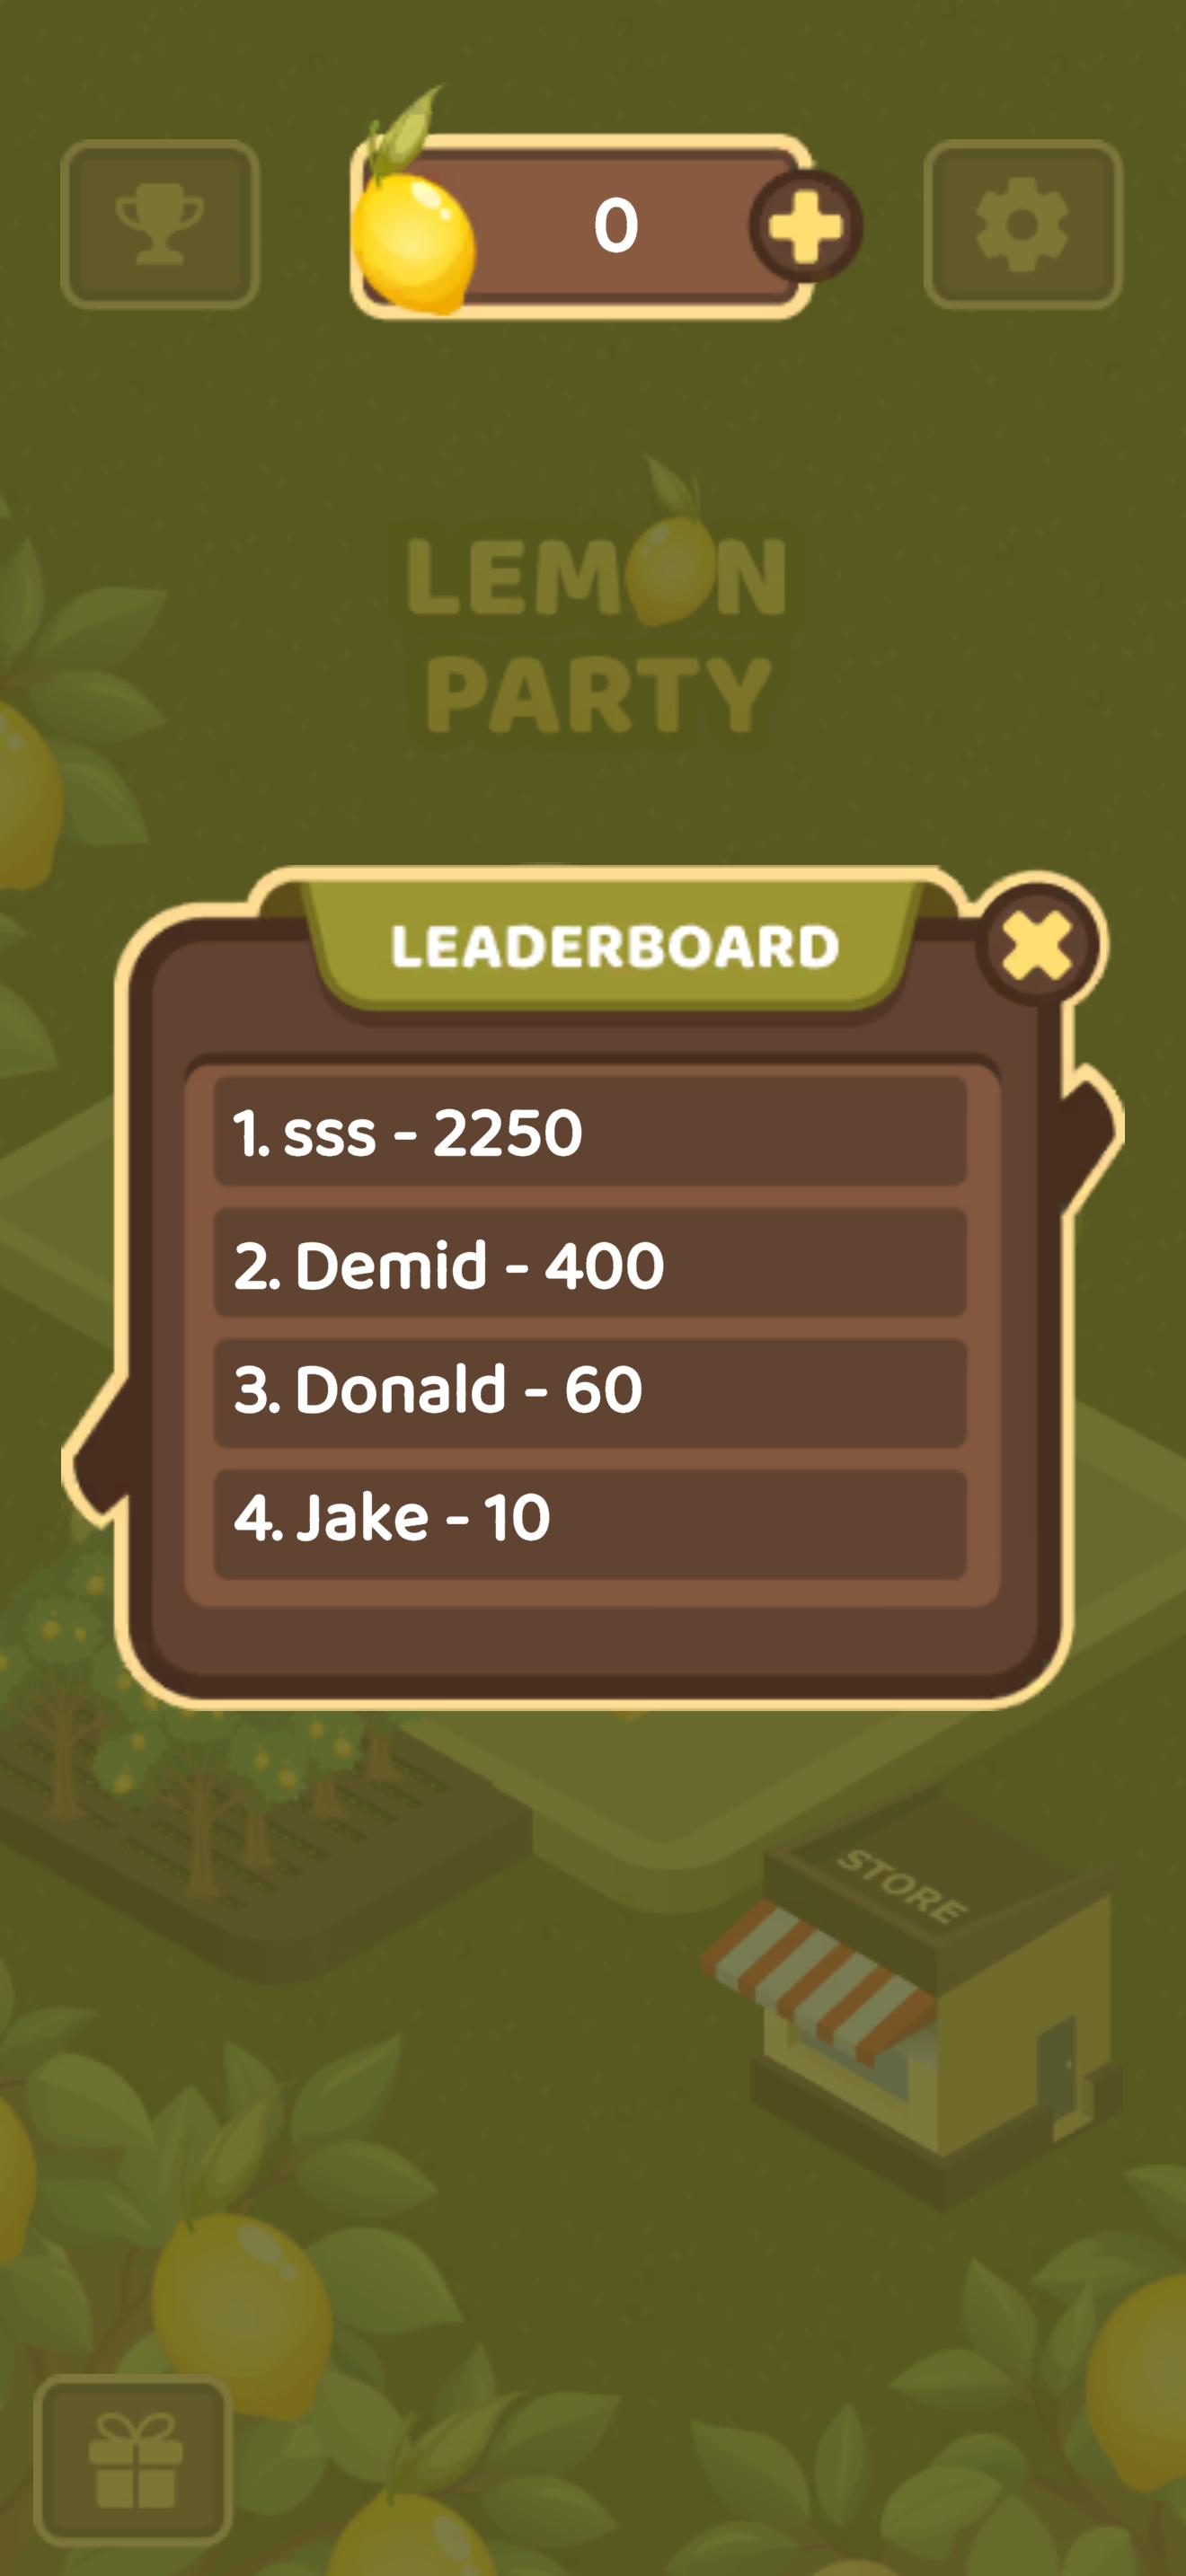 0
LEMON
PARTY
LEADERBOARD
1. sss - 2250
2. Demid - 400
3. Donald - 60
4. Jake - 10
STORE